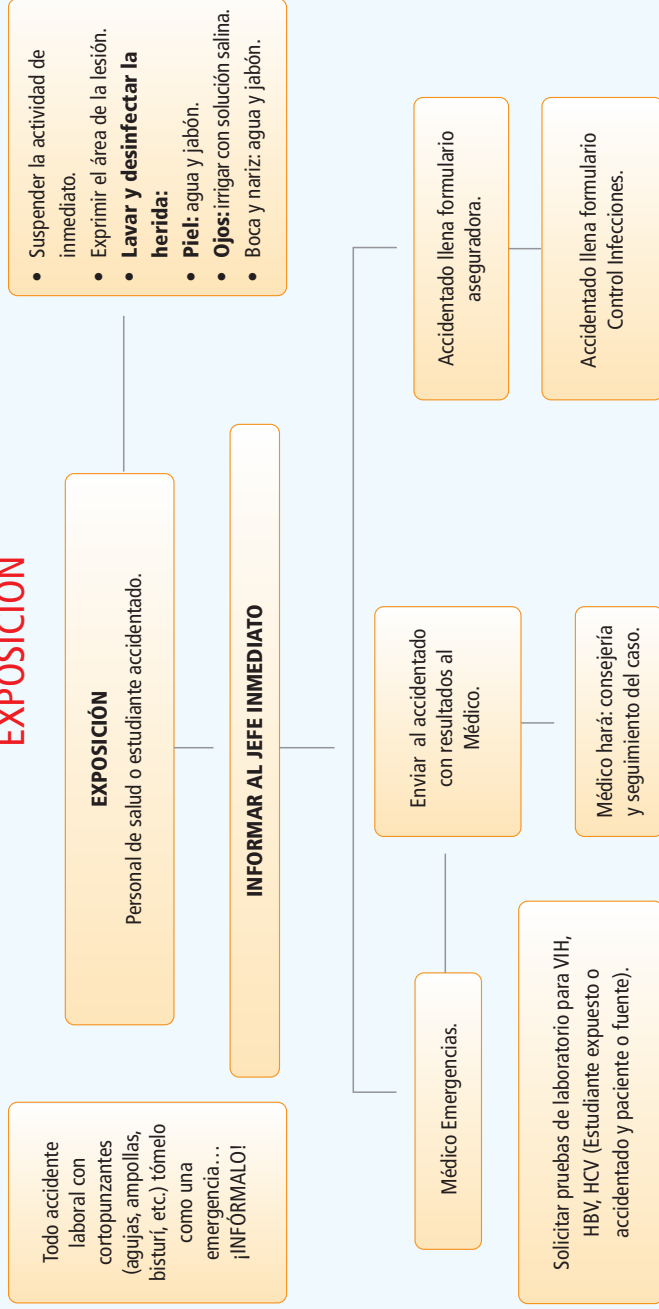 EXPOSICIÓN
Todo accidente
laboral con
cortopunzantes
(agujas, ampollas,
bisturí, etc.) tómelo
como una
emergencia…
¡INFÓRMALO!
EXPOSICIÓN
Personal de salud o estudiante accidentado.
• Suspender la actividad de
inmediato.
• Exprimir el área de la lesión.
• Lavar y desinfectar la
herida:
• Piel: agua y jabón.
• Ojos: irrigar con solución salina.
• Boca y nariz: agua y jabón.
INFORMAR AL JEFE INMEDIATO
Médico Emergencias.
Enviar al accidentado
con resultados al
Médico.
Accidentado llena formulario
aseguradora.
Solicitar pruebas de laboratorio para VIH,
HBV, HCV (Estudiante expuesto o
accidentado y paciente o fuente).
Médico hará: consejería
y seguimiento del caso.
Accidentado llena formulario
Control Infecciones.